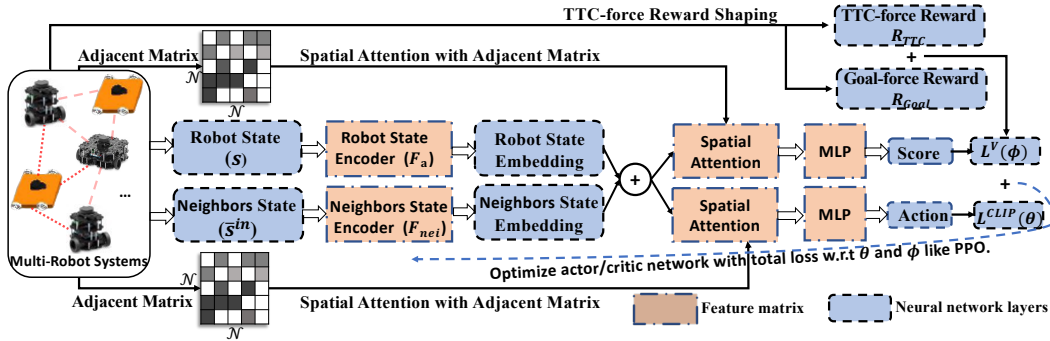 TTC-force Reward Shaping
TTC-force Reward
R_TTC
+
Goal-force Reward
R_Goal
Adjacent Matrix
Spatial Attention with Adjacent Matrix
𝒩
𝒩
Robot State
(s)
Robot State
Encoder (F_a)
Robot State
Embedding
Spatial
Attention
MLP
Score
L^V(ϕ)
+
+
...
Neighbors State
(s̅^in)
Neighbors State
Encoder (F_nei)
Neighbors State
Embedding
Spatial
Attention
MLP
Action
L^CLIP(θ)
Multi-Robot Systems
Optimize actor/critic network with total loss w.r.t θ and ϕ like PPO.
Adjacent Matrix
Spatial Attention with Adjacent Matrix
𝒩
𝒩
Feature matrix
Neural network
layers